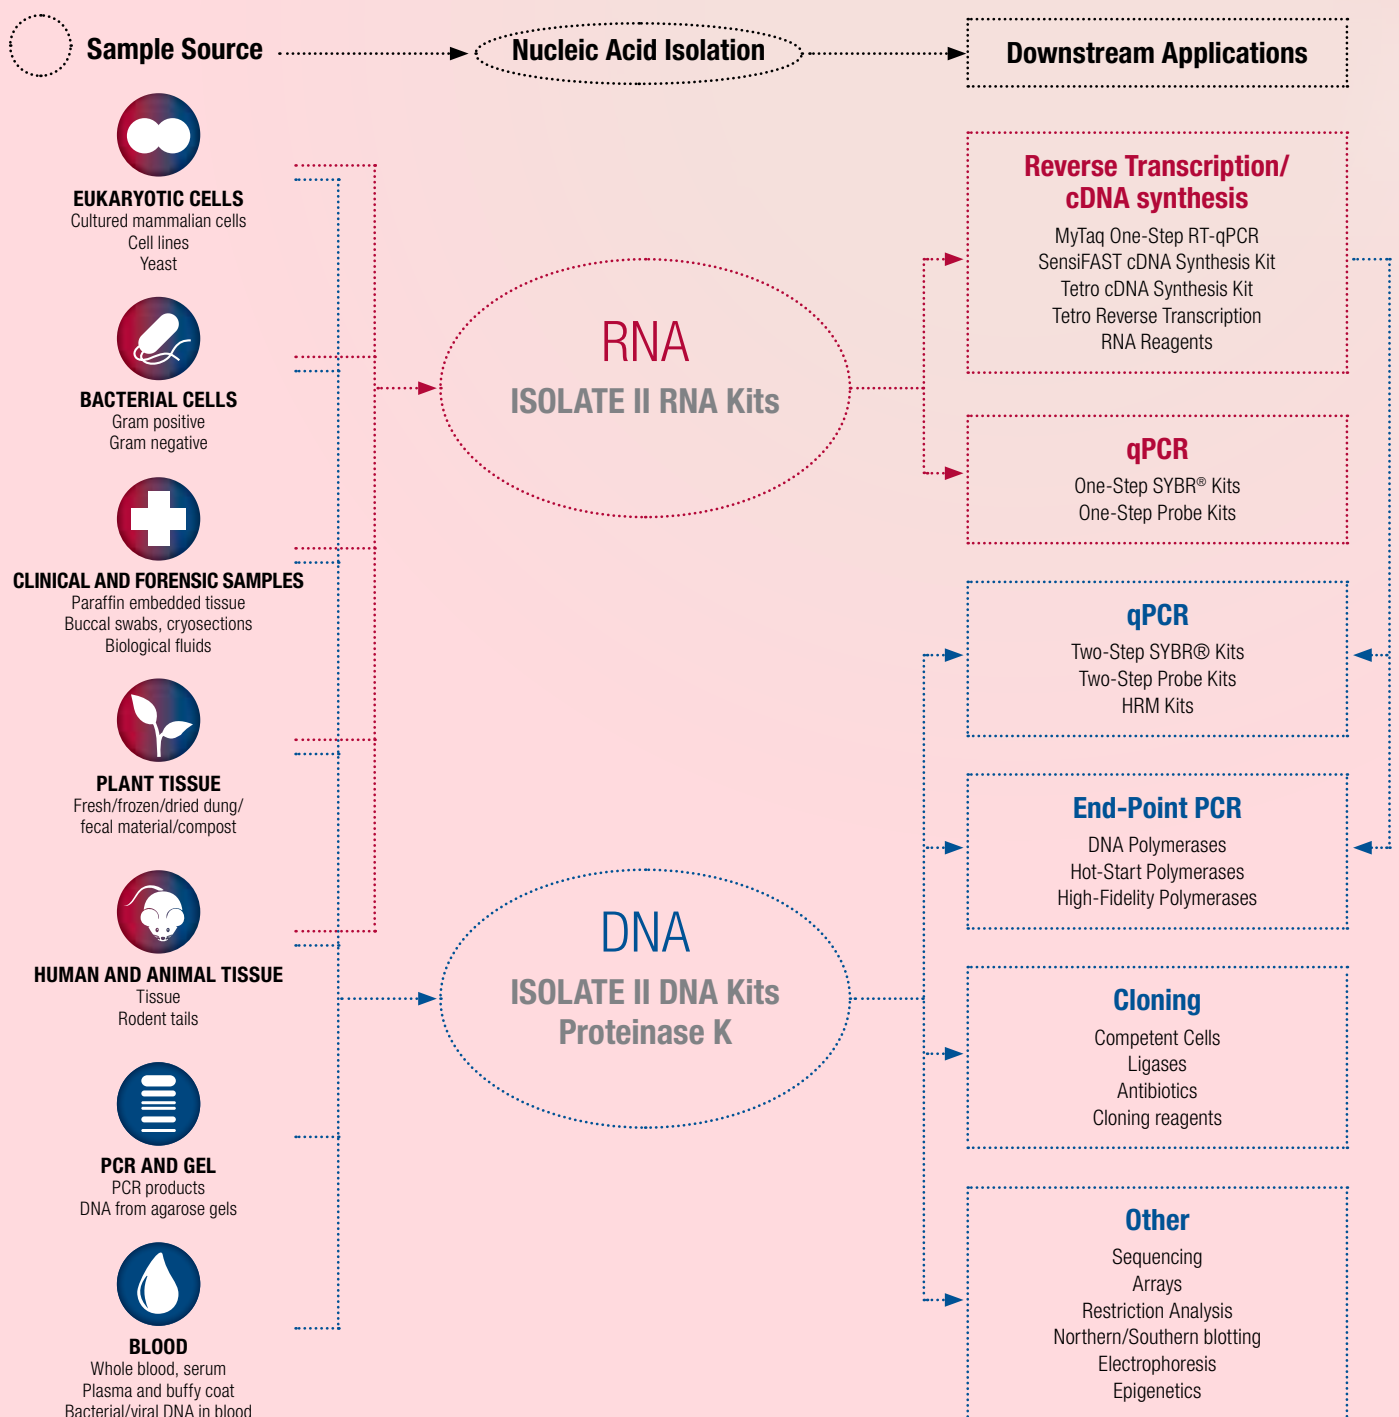 Sample Source
Nucleic Acid Isolation
Downstream Applications
EUKARYOTIC CELLS
Cultured mammalian cells
Cell lines
Yeast
BACTERIAL CELLS
Gram positive
Gram negative
CLINICAL AND FORENSIC SAMPLES
Paraffin embedded tissue
Buccal swabs, cryosections
Biological fluids
PLANT TISSUE
Fresh/frozen/dried dung/
fecal material/compost
HUMAN AND ANIMAL TISSUE
Tissue
Rodent tails
PCR AND GEL
PCR products
DNA from agarose gels
BLOOD
Whole blood, serum
Plasma and buffy coat
Bacterial/viral DNA in blood
RNA
ISOLATE II RNA Kits
DNA
ISOLATE II DNA Kits
Proteinase K
Reverse Transcription/
cDNA synthesis
MyTaq One-Step RT-qPCR
SensiFAST cDNA Synthesis Kit
Tetro cDNA Synthesis Kit
Tetro Reverse Transcription
RNA Reagents
qPCR
One-Step SYBR® Kits
One-Step Probe Kits
qPCR
Two-Step SYBR® Kits
Two-Step Probe Kits
HRM Kits
End-Point PCR
DNA Polymerases
Hot-Start Polymerases
High-Fidelity Polymerases
Cloning
Competent Cells
Ligases
Antibiotics
Cloning reagents
Other
Sequencing
Arrays
Restriction Analysis
Northern/Southern blotting
Electrophoresis
Epigenetics